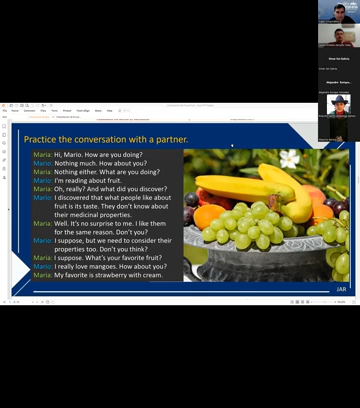 Practice the conversation with a partner.
Maria: Hi, Mario. How are you doing?
Mario: Nothing much. How about you?
Maria: Nothing either. What are you doing?
Mario: I'm reading about fruit.
Maria: Oh, really? And what did you discover?
Mario: I discovered that what people like about
fruit is its taste. They don't know about
their medicinal properties.
Maria: Well. It's no surprise to me. I like them
for the same reason. Don't you?
Mario: I suppose, but we need to consider their
properties too. Don't you think?
Maria: I suppose. What's your favorite fruit?
Mario: I really love mangoes. How about you?
Maria: My favorite is strawberry with cream.
JAR